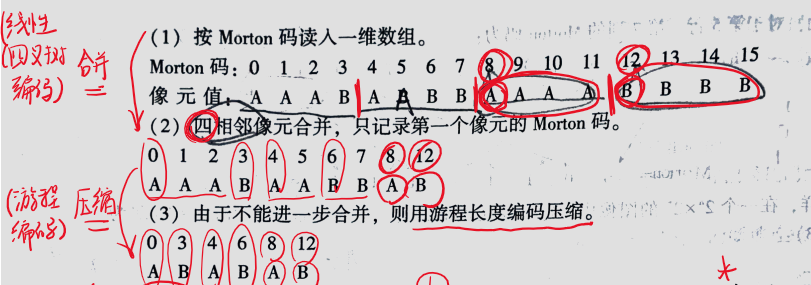 (线性
四叉树
编码) 合并
(1) 按 Morton 码读入一维数组。
Morton 码: 0 1 2 3 4 5 6 7 8 9 10 11 12 13 14 15
像 元 值: A A A B A A B B A A A A B B B B
(2) 四相邻像元合并，只记录第一个像元的 Morton 码。
0 1 2 3 4 5 6 7 8 12
A A A B A A B B A B
(游程 压缩
编码)
(3) 由于不能进一步合并，则用游程长度编码压缩。
0 3 4 6 8 12
A B A B A B